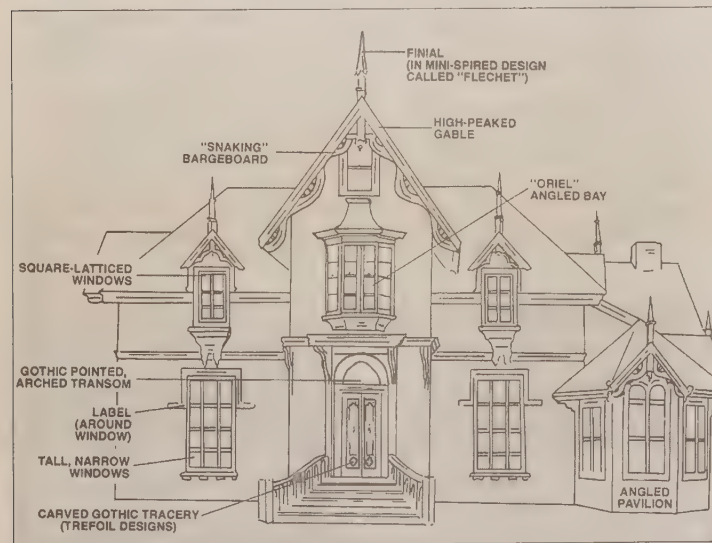 FINIAL
(IN MINI-SPIRED DESIGN
CALLED "FLECHET")
HIGH-PEAKED
GABLE
"SNAKING"
BARGEBOARD
"ORIEL"
ANGLED BAY
SQUARE-LATTICED
WINDOWS
GOTHIC POINTED,
ARCHED TRANSOM
LABEL
(AROUND
WINDOW)
TALL, NARROW
WINDOWS
CARVED GOTHIC TRACERY
(TREFOIL DESIGNS)
ANGLED
PAVILION